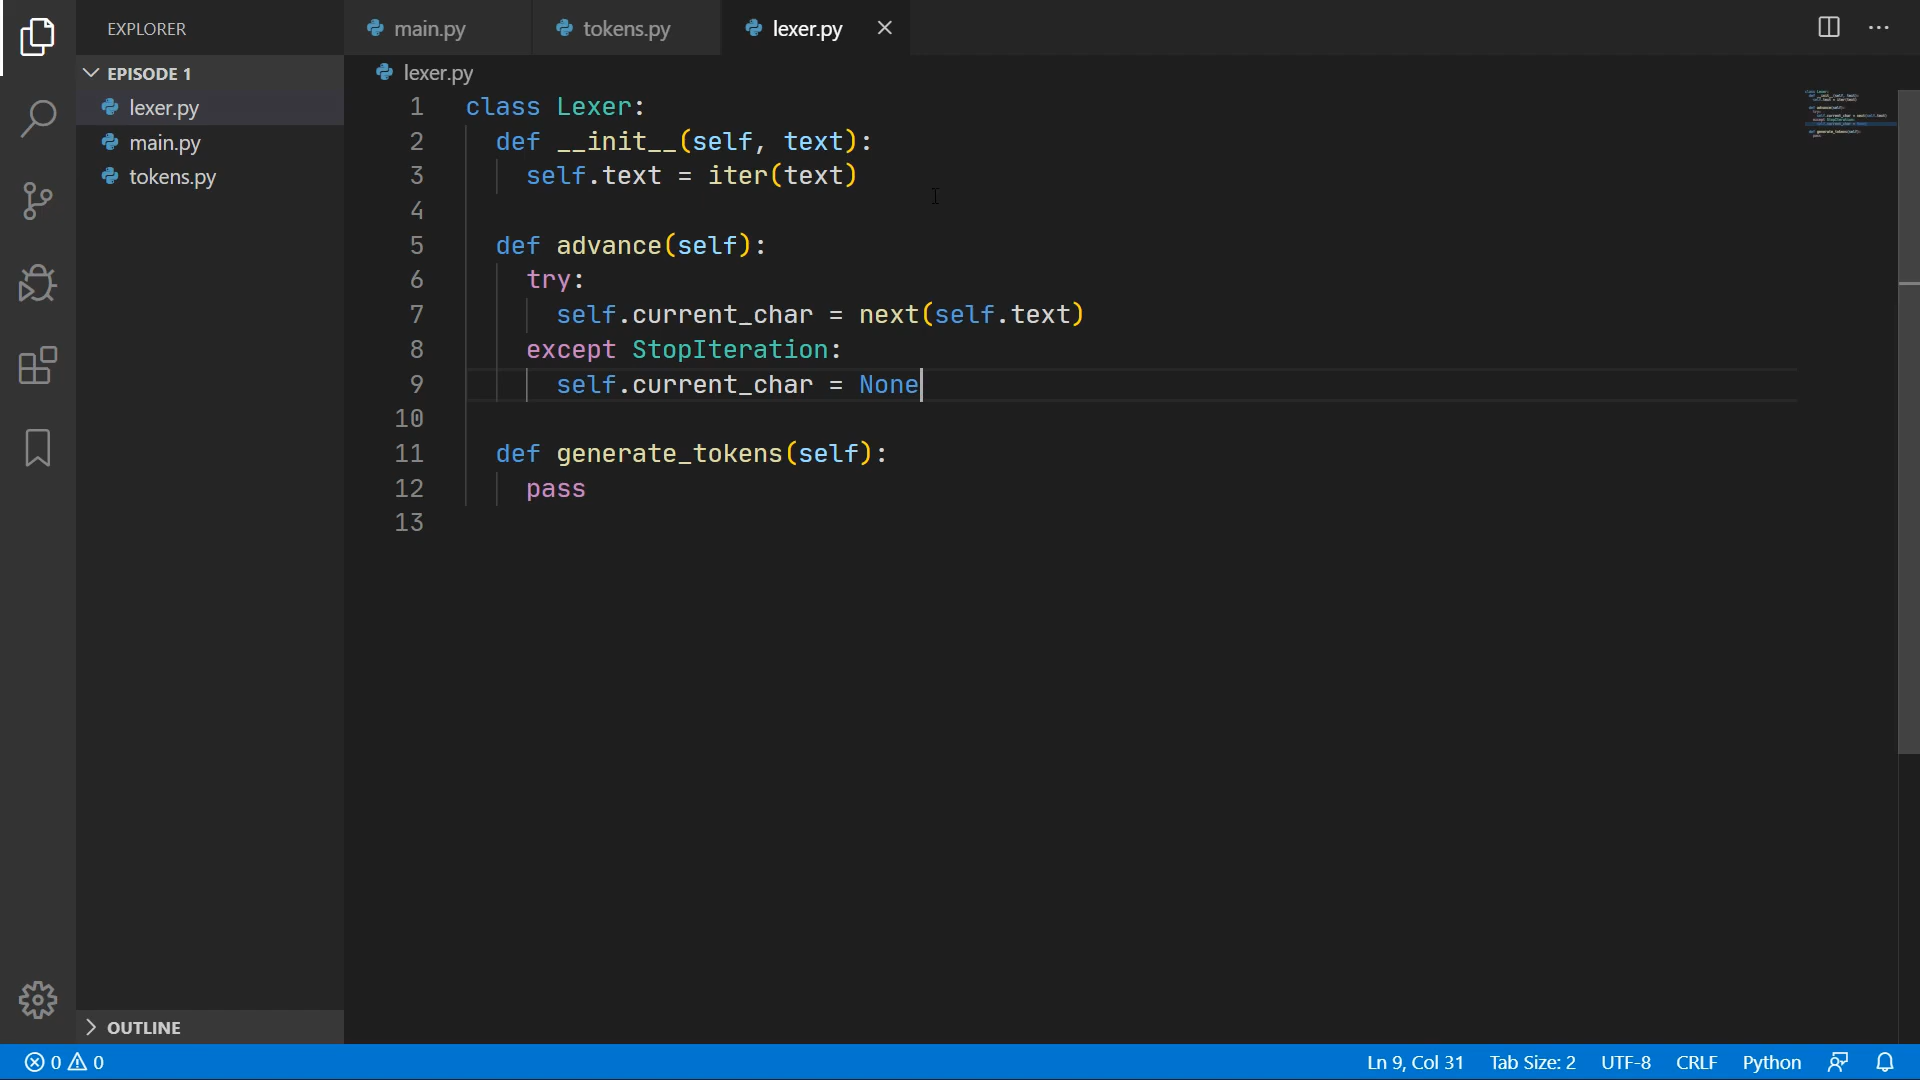 EXPLORER
EPISODE 1
lexer.py
main.py
tokens.py
OUTLINE
main.py
tokens.py
lexer.py
lexer.py
1 class Lexer:
2   def __init__(self, text):
3     self.text = iter(text)
4
5   def advance(self):
6     try:
7       self.current_char = next(self.text)
8     except StopIteration:
9       self.current_char = None
10
11   def generate_tokens(self):
12     pass
13
0 0
Ln 9, Col 31
Tab Size: 2
UTF-8
CRLF
Python